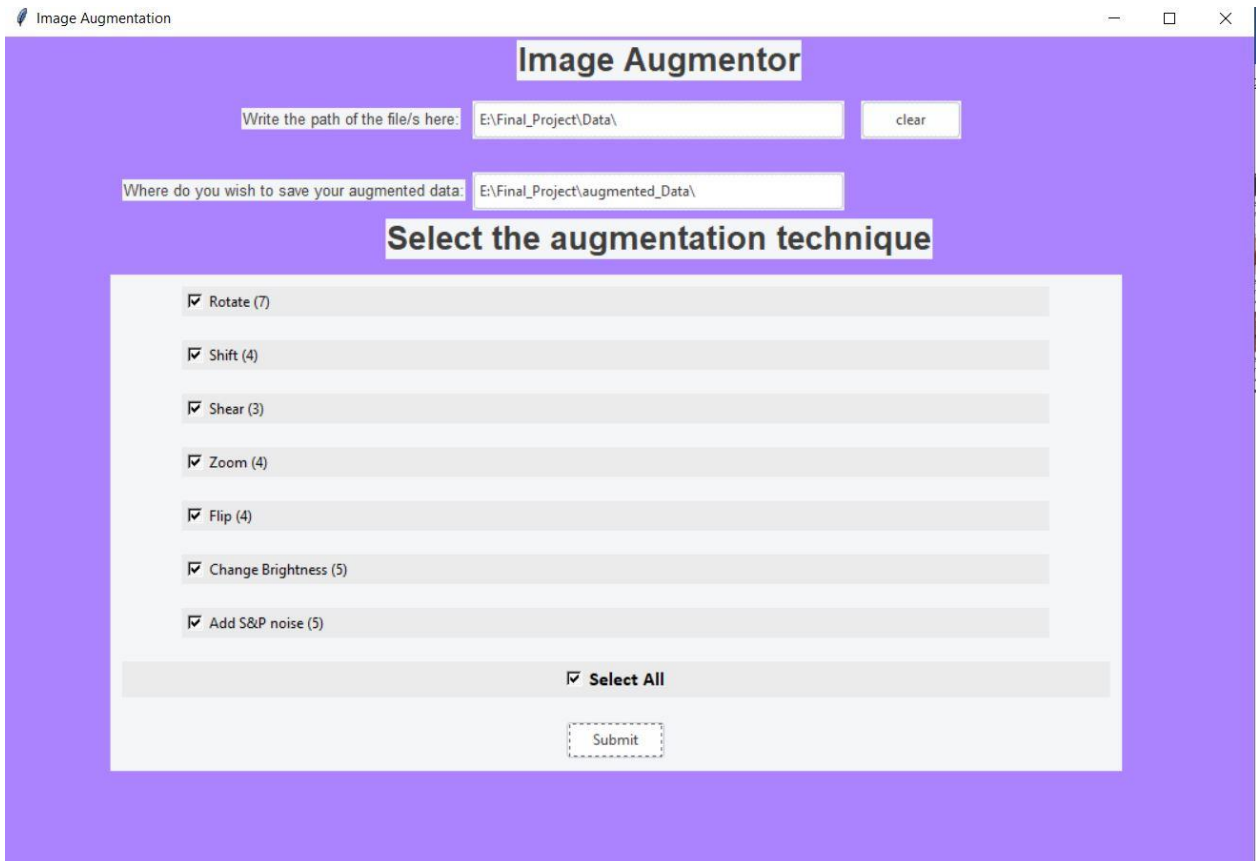 Image Augmentation
Image Augmentor
Write the path of the file/s here: E:\Final_Project\Data\ clear
Where do you wish to save your augmented data: E:\Final_Project\augmented_Data\
Select the augmentation technique
Rotate (7)
Shift (4)
Shear (3)
Zoom (4)
Flip (4)
Change Brightness (5)
Add S&P noise (5)
Select All
Submit